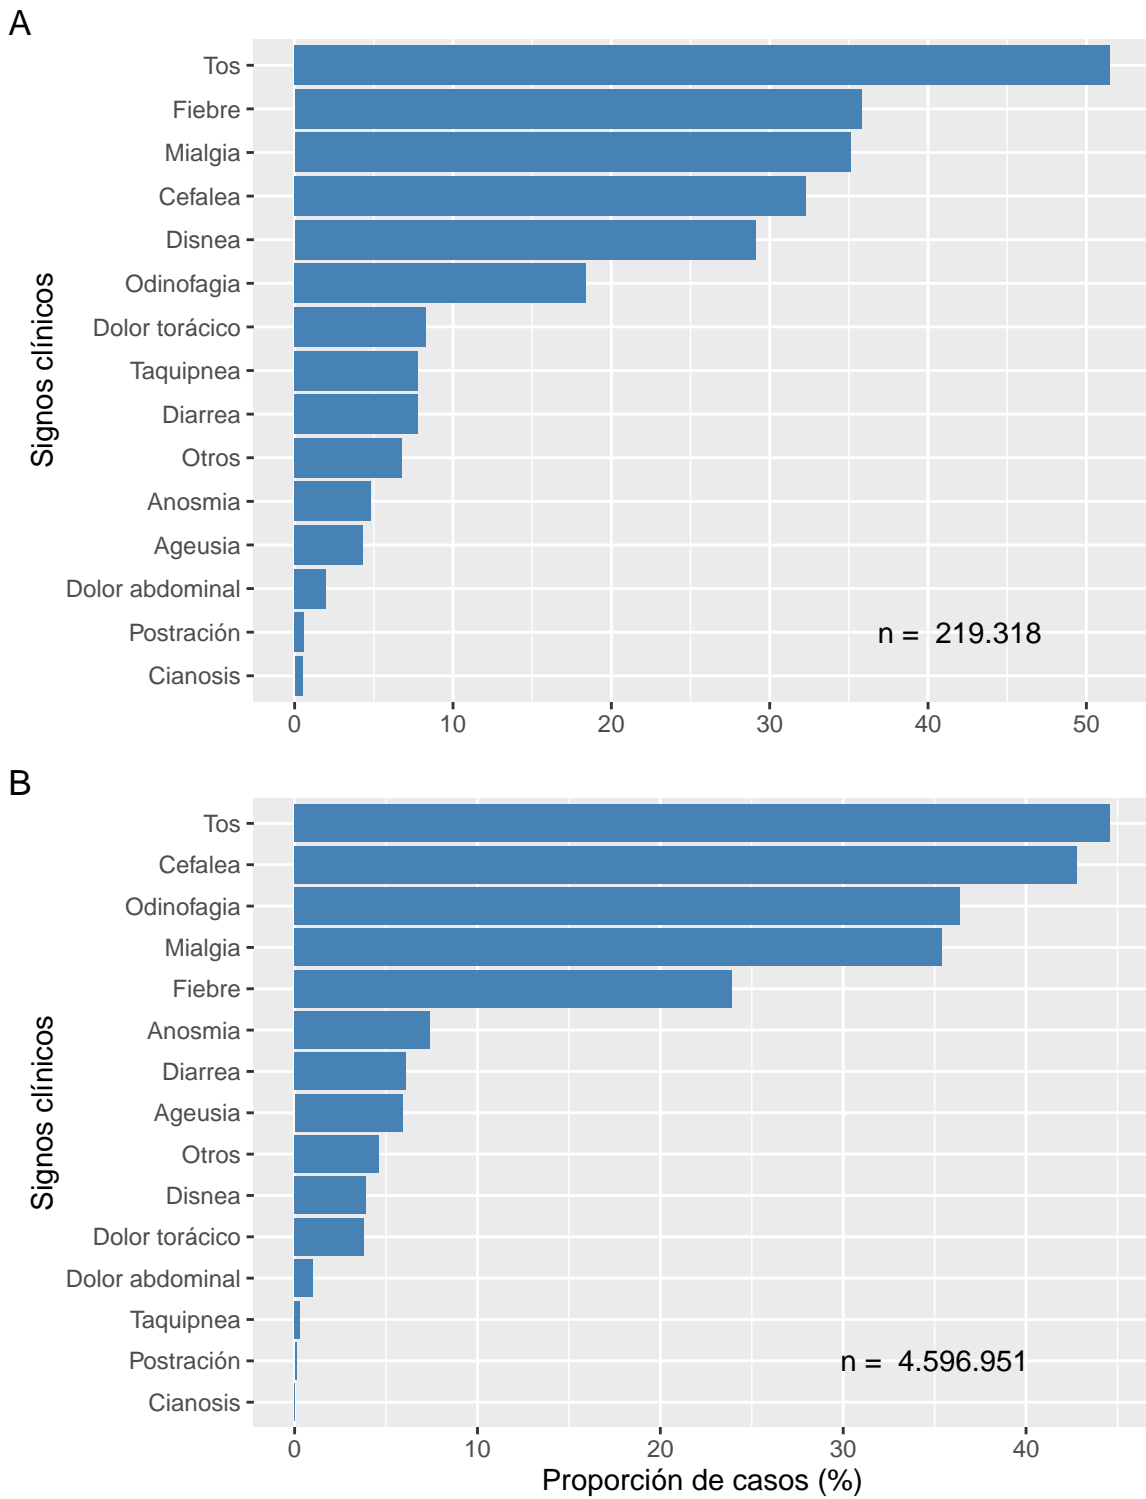 A
Tos
Fiebre
Mialgia
Cefalea
Disnea
Odinofagia
Dolor torácico
Taquipnea
Diarrea
Otros
Anosmia
Ageusia
Dolor abdominal
Postración
Cianosis
Signos clínicos
n = 219.318
0 10 20 30 40 50
B
Tos
Cefalea
Odinofagia
Mialgia
Fiebre
Anosmia
Diarrea
Ageusia
Otros
Disnea
Dolor torácico
Dolor abdominal
Taquipnea
Postración
Cianosis
Signos clínicos
n = 4.596.951
0 10 20 30 40
Proporción de casos (%)